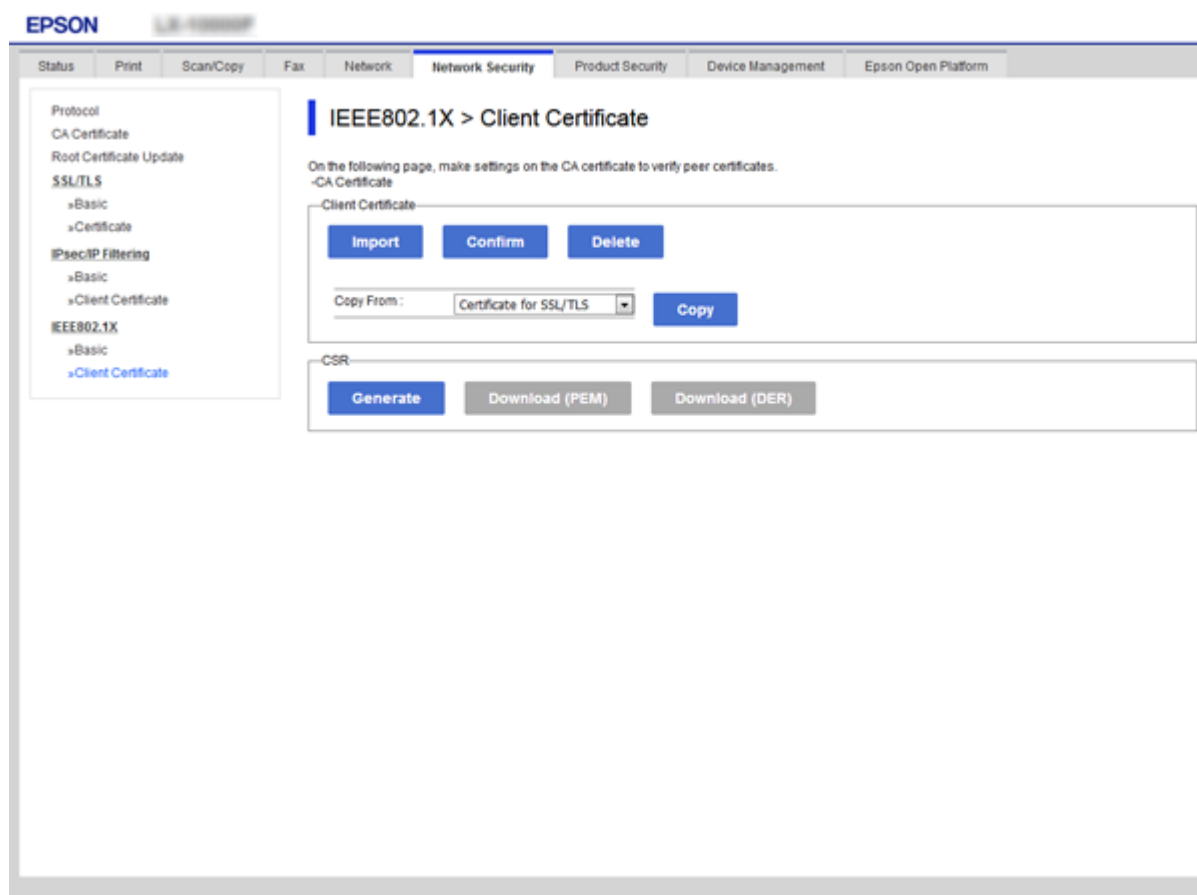 EPSON
Status Print Scan/Copy Fax Network Network Security Product Security Device Management Epson Open Platform
Protocol
CA Certificate
Root Certificate Update
SSL/TLS
»Basic
»Certificate
IPsec/IP Filtering
»Basic
»Client Certificate
IEEE802.1X
»Basic
»Client Certificate
IEEE802.1X > Client Certificate
On the following page, make settings on the CA certificate to verify peer certificates.
-CA Certificate
Client Certificate
Import Confirm Delete
Copy From : Certificate for SSL/TLS Copy
CSR
Generate Download (PEM) Download (DER)